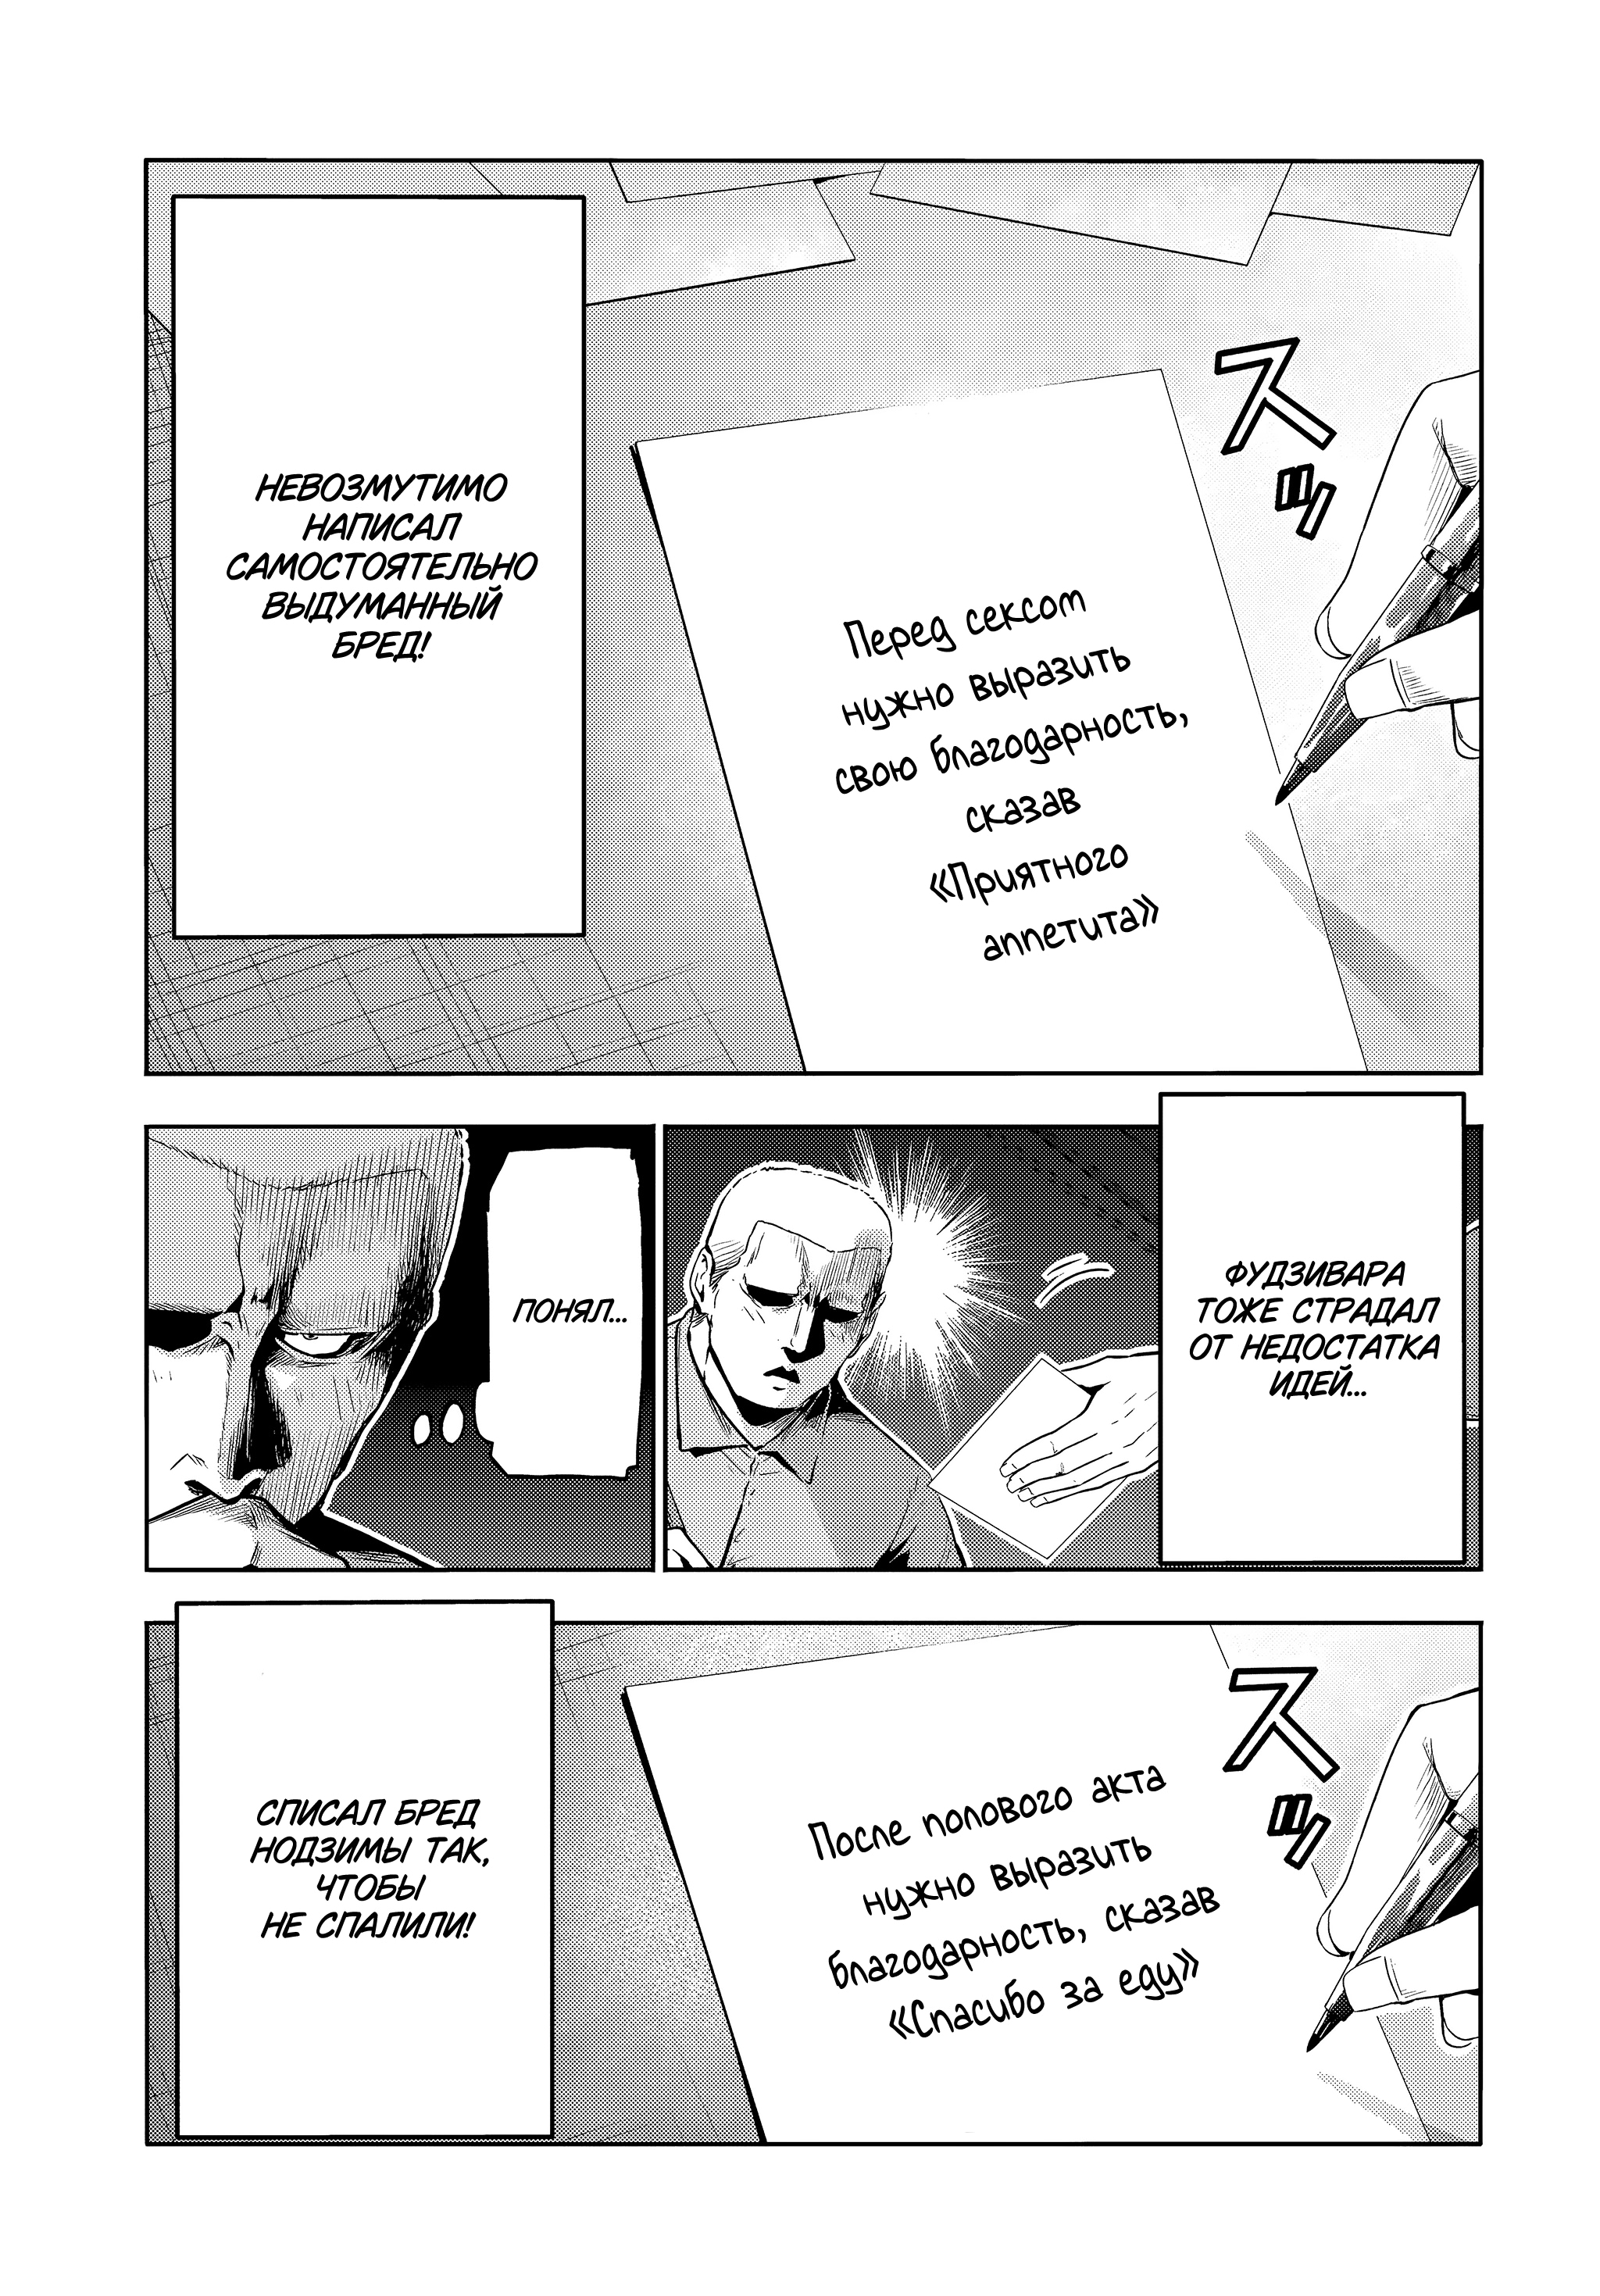 НЕВОЗМУТИМО
НАПИСАЛ
САМОСТОЯТЕЛЬНО
ВЫДУМАННЫЙ
БРЕД!
スッ
Перед сексом
нужно выразить
свою благодарность,
сказав
«Приятного
аппетита»
ФУДЗИВАРА
ТОЖЕ СТРАДАЛ
ОТ НЕДОСТАТКА
ИДЕЙ...
ПОНЯЛ...
СПИСАЛ БРЕД
НОДЗИМЫ ТАК,
ЧТОБЫ
НЕ СПАЛИЛИ!
スッ
После полового акта
нужно выразить
благодарность, сказав
«Спасибо за еду»